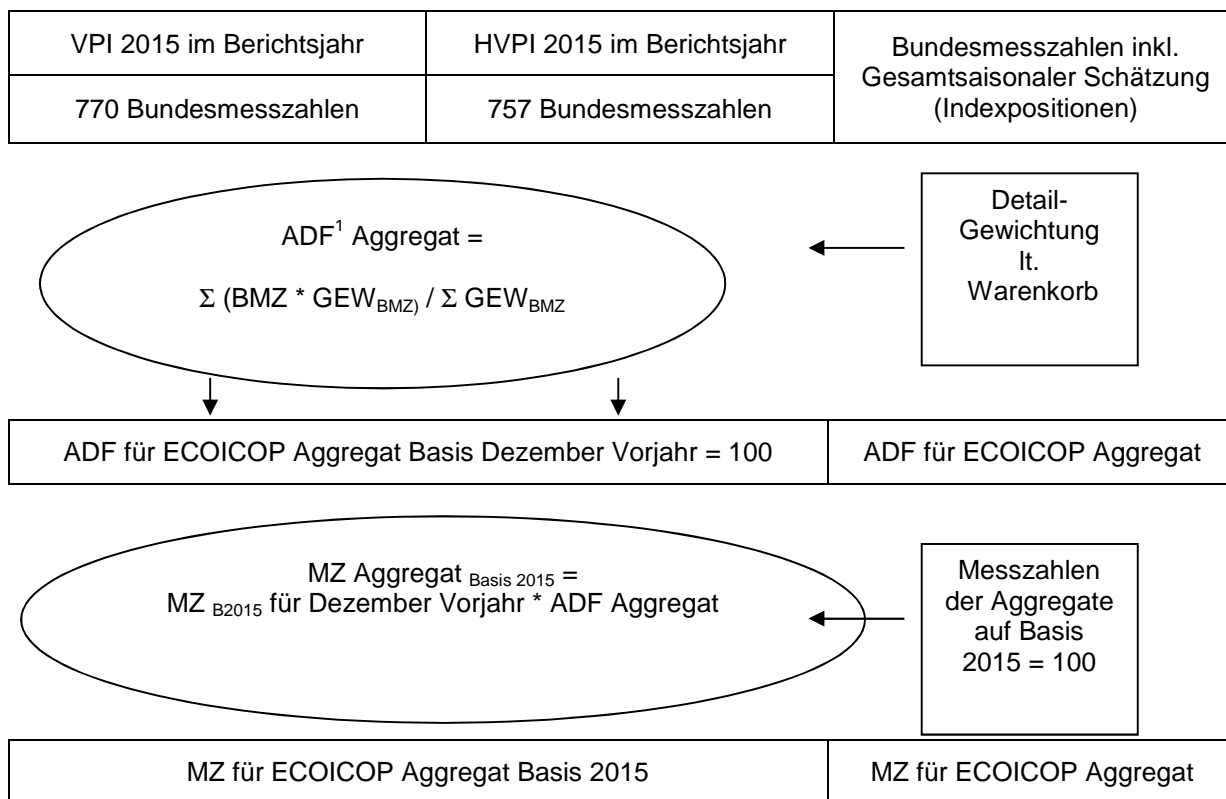 VPI 2015 im Berichtsjahr
HVPI 2015 im Berichtsjahr
Bundesmesszahlen inkl.
Gesamtsaisonaler Schätzung
(Indexpositionen)
770 Bundesmesszahlen
757 Bundesmesszahlen
ADF¹ Aggregat =
Σ (BMZ * GEW_BMZ) / Σ GEW_BMZ
Detail-
Gewichtung
lt.
Warenkorb
ADF für ECOICOP Aggregat Basis Dezember Vorjahr = 100
ADF für ECOICOP Aggregat
MZ Aggregat Basis 2015 =
MZ B2015 für Dezember Vorjahr * ADF Aggregat
Messzahlen
der Aggregate
auf Basis
2015 = 100
MZ für ECOICOP Aggregat Basis 2015
MZ für ECOICOP Aggregat